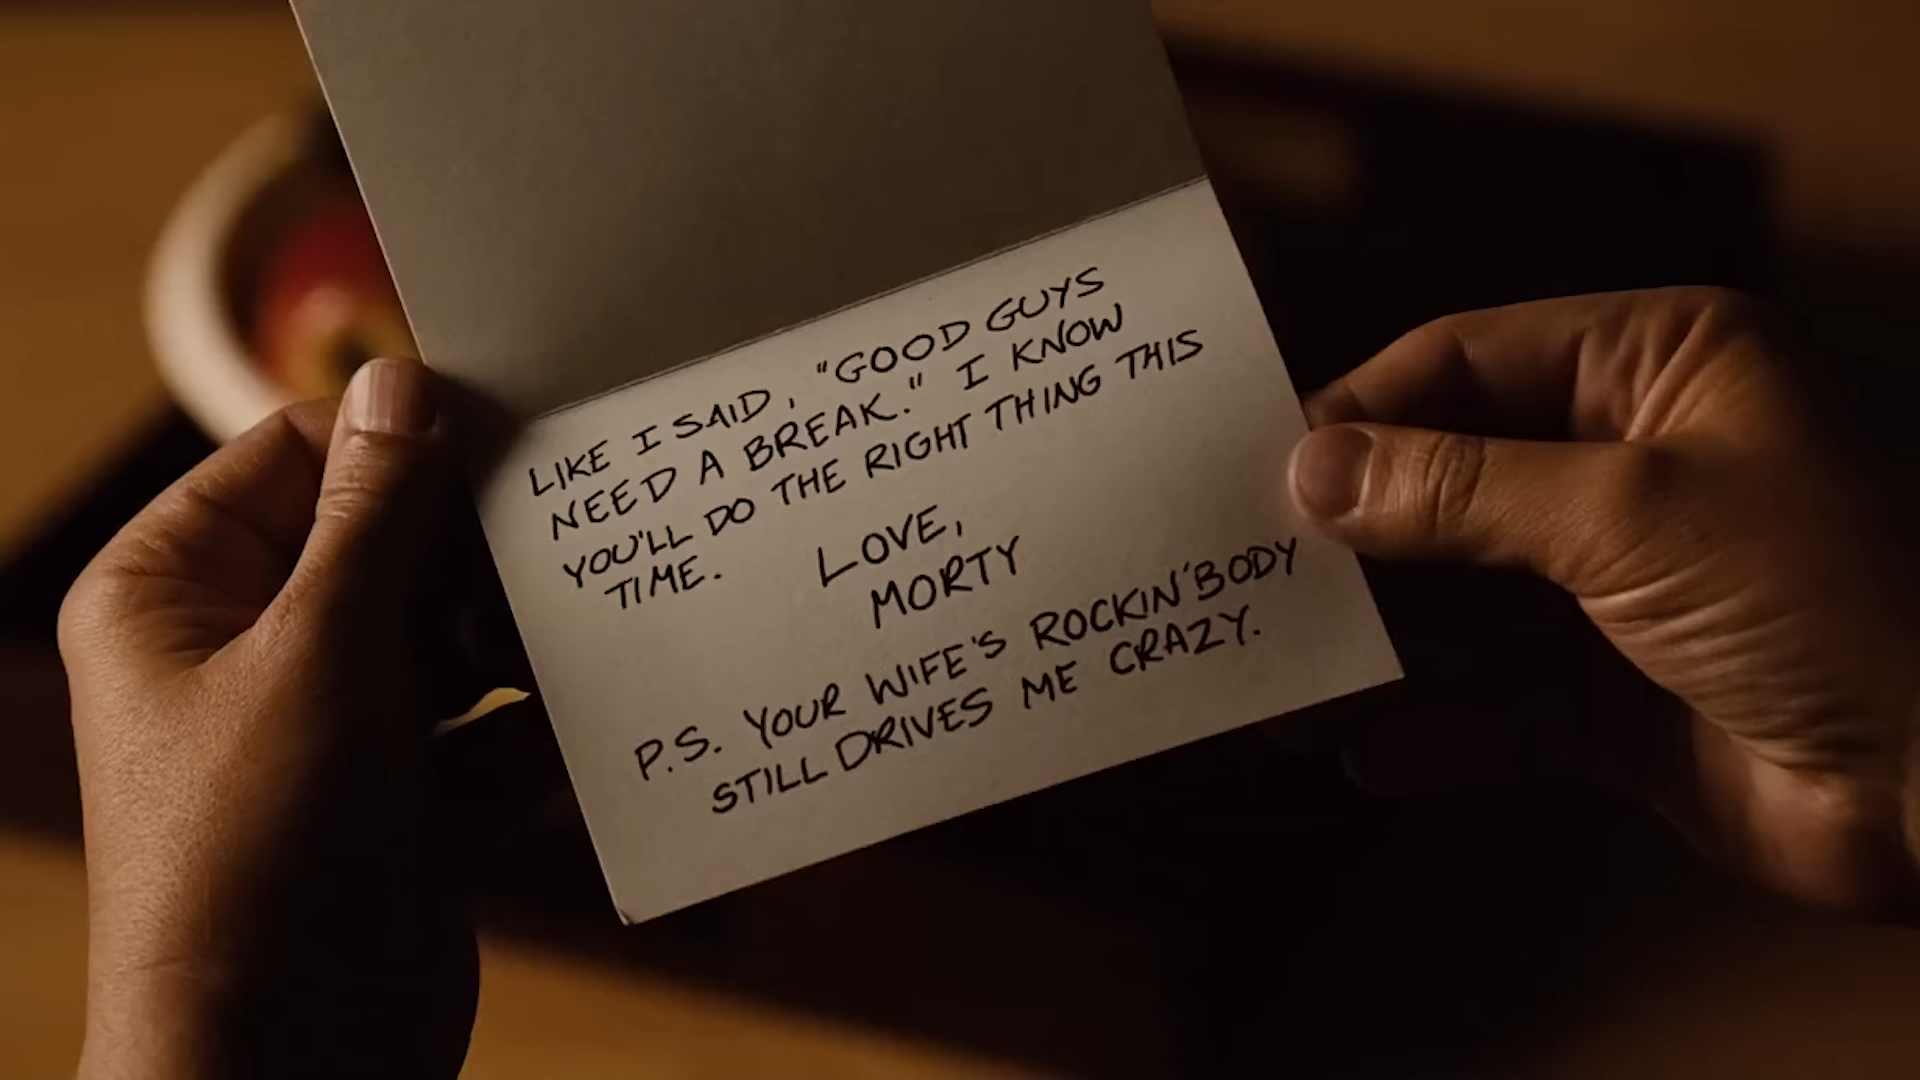 LIKE I SAID, "GOOD GUYS
NEED A BREAK." I KNOW
YOU'LL DO THE RIGHT THING THIS
TIME.
LOVE,
MORTY
P.S. YOUR WIFE'S ROCKIN' BODY
STILL DRIVES ME CRAZY.